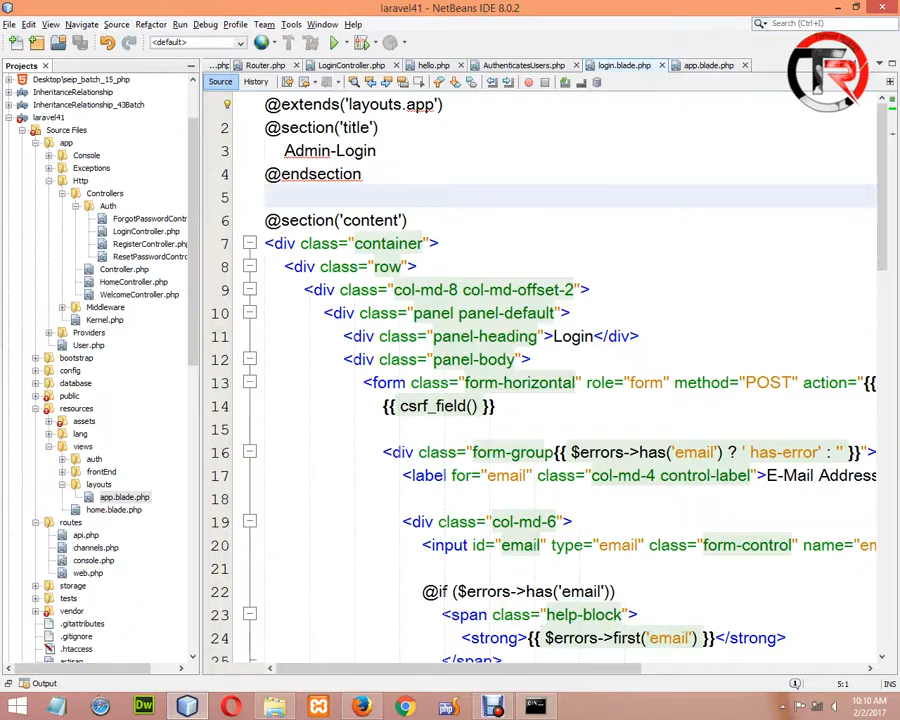 laravel41 - NetBeans IDE 8.0.2
File Edit View Navigate Source Refactor Run Debug Profile Team Tools Window Help
Search (Ctrl+I)
<default>
Projects
...php Router.php LoginController.php hello.php AuthenticatesUsers.php login.blade.php app.blade.php
Source History
TR
Desktop/seip_batch_15_php
InheritanceRelationship
InheritanceRelationship_43Batch
laravel41
Source Files
app
Console
Exceptions
Http
Controllers
Auth
ForgotPasswordContr
LoginController.php
RegisterController.php
ResetPasswordContr
Controller.php
HomeController.php
WelcomeController.php
Middleware
Kernel.php
Providers
User.php
bootstrap
config
database
public
resources
assets
lang
views
auth
frontEnd
layouts
app.blade.php
home.blade.php
routes
api.php
channels.php
console.php
web.php
storage
tests
vendor
.gitattributes
.gitignore
.htaccess
artisan
@extends('layouts.app')
2 @section('title')
3 Admin-Login
4 @endsection
5
6 @section('content')
7 <div class="container">
8 <div class="row">
9 <div class="col-md-8 col-md-offset-2">
10 <div class="panel panel-default">
11 <div class="panel-heading">Login</div>
12 <div class="panel-body">
13 <form class="form-horizontal" role="form" method="POST" action="{{
14 {{ csrf_field() }}
15
16 <div class="form-group{{ $errors->has('email') ? ' has-error' : '' }}">
17 <label for="email" class="col-md-4 control-label">E-Mail Address
18
19 <div class="col-md-6">
20 <input id="email" type="email" class="form-control" name="em
21
22 @if ($errors->has('email'))
23 <span class="help-block">
24 <strong>{{ $errors->first('email') }}</strong>
25 </span>
Output
5:1 INS
Dw
10:10 AM
2/2/2017